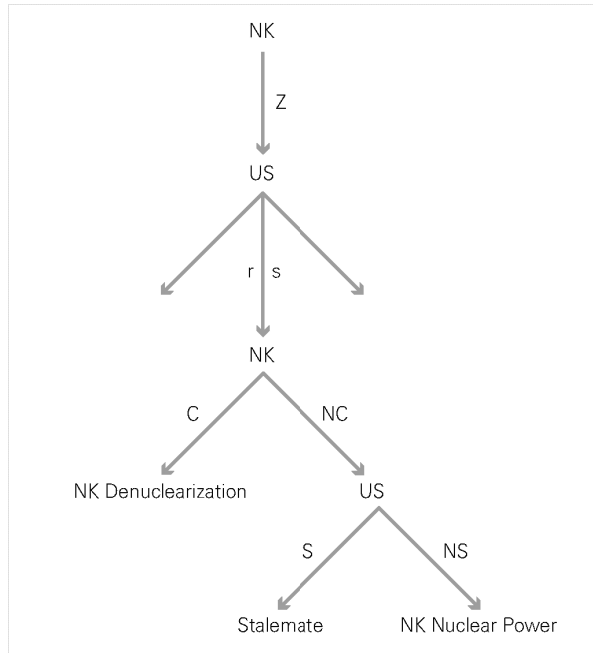 NK
Z
US
r s
NK
C NC
NK Denuclearization US
S NS
Stalemate NK Nuclear Power